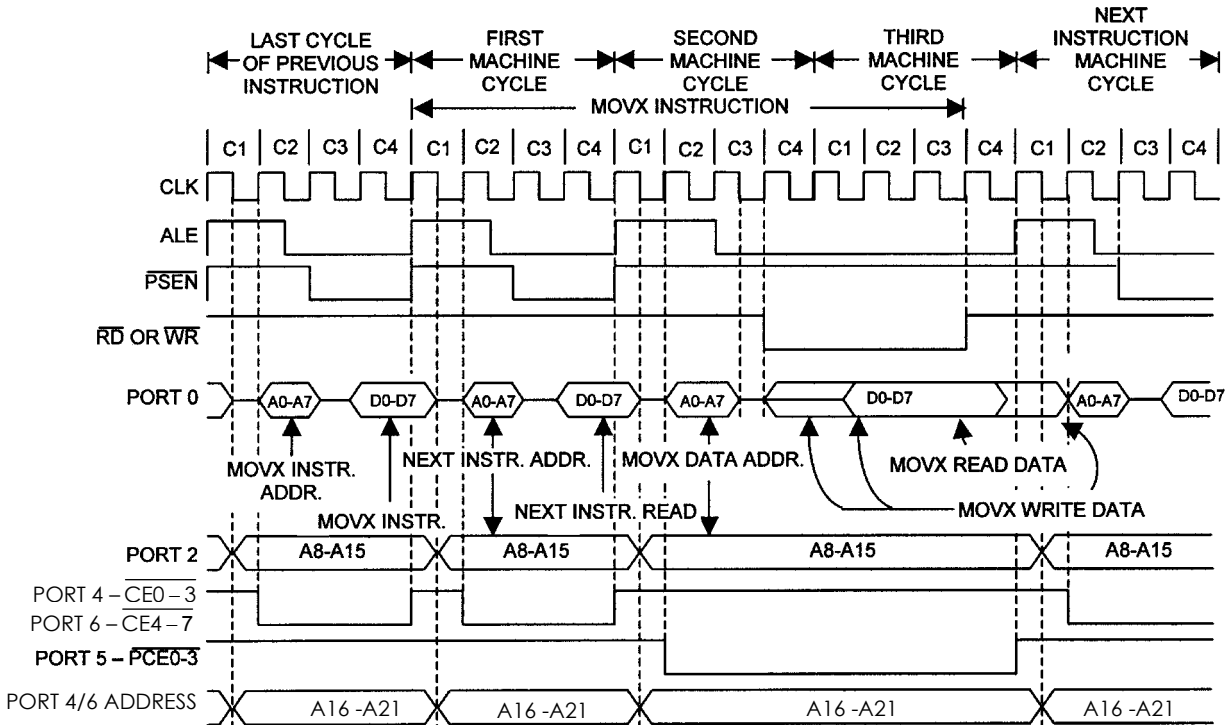 LAST CYCLE
OF PREVIOUS
INSTRUCTION
FIRST
MACHINE
CYCLE
SECOND
MACHINE
CYCLE
THIRD
MACHINE
CYCLE
NEXT
INSTRUCTION
MACHINE
CYCLE
MOVX INSTRUCTION
C1 C2 C3 C4 C1 C2 C3 C4 C1 C2 C3 C4 C1 C2 C3 C4 C1 C2 C3 C4
CLK
ALE
PSEN
RD OR WR
PORT 0 A0-A7 D0-D7 A0-A7 D0-D7 A0-A7 D0-D7 A0-A7 D0-D7
MOVX INSTR.
ADDR.
NEXT INSTR. ADDR.
MOVX DATA ADDR.
MOVX READ DATA
MOVX INSTR.
NEXT INSTR. READ
MOVX WRITE DATA
PORT 2 A8-A15 A8-A15 A8-A15 A8-A15
PORT 4 – CE0 – 3
PORT 6 – CE4 – 7
PORT 5 – PCE0-3
PORT 4/6 ADDRESS A16 -A21 A16 -A21 A16 -A21 A16 -A21